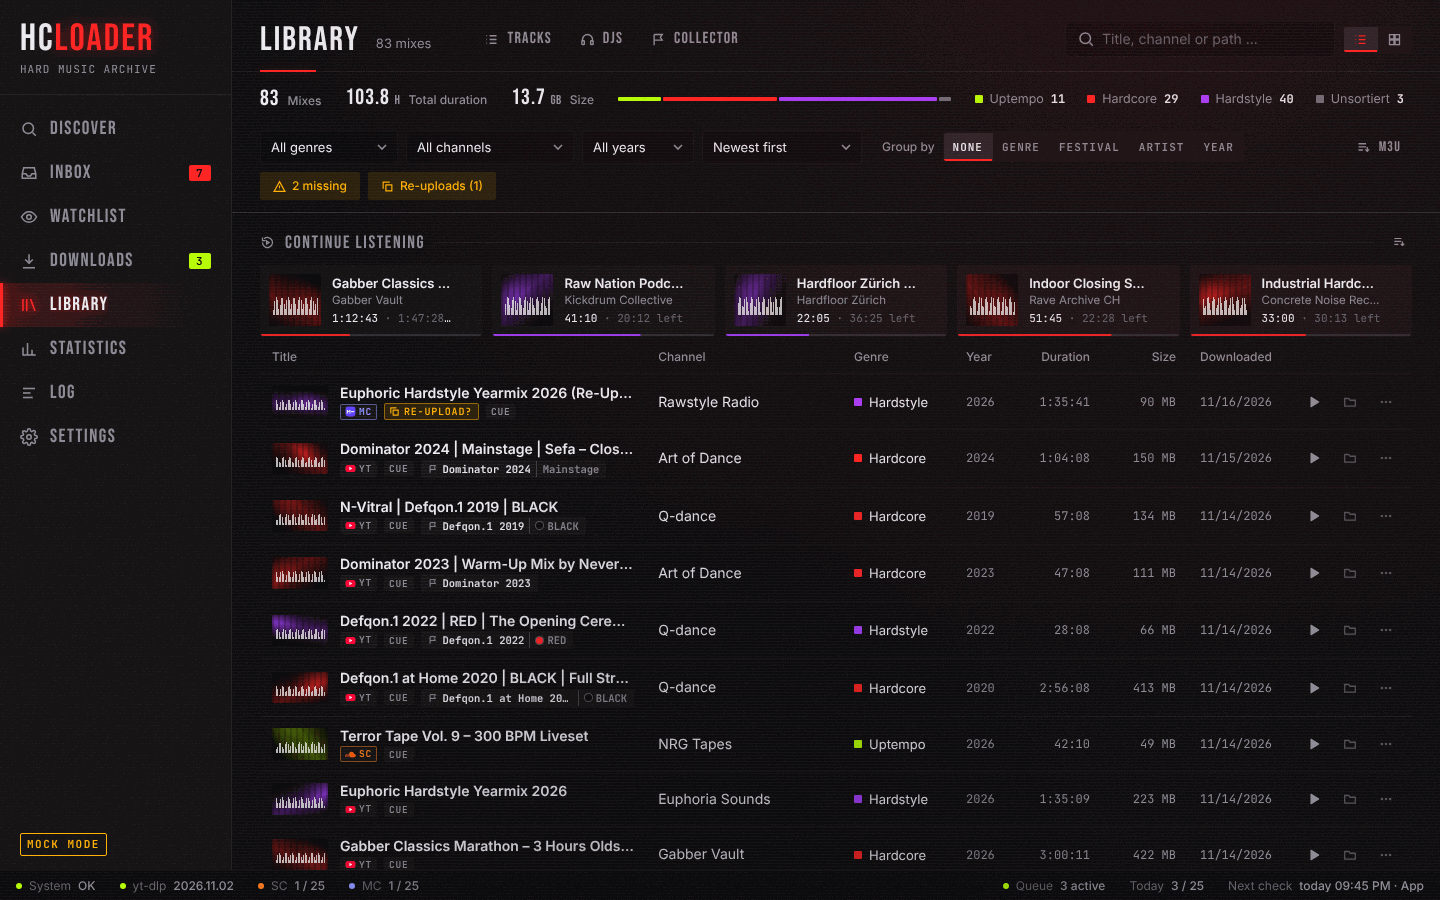 HCLOADER
HARD MUSIC ARCHIVE
DISCOVER
INBOX 7
WATCHLIST
DOWNLOADS 3
LIBRARY
STATISTICS
LOG
SETTINGS
MOCK MODE
LIBRARY 83 mixes TRACKS DJS COLLECTOR Title, channel or path ...
83 Mixes 103.8 H Total duration 13.7 GB Size Uptempo 11 Hardcore 29 Hardstyle 40 Unsortiert 3
All genres All channels All years Newest first Group by NONE GENRE FESTIVAL ARTIST YEAR M3U
2 missing Re-uploads (1)
CONTINUE LISTENING
Gabber Classics ...
Gabber Vault
1:12:43 · 1:47:28…
Raw Nation Podc...
Kickdrum Collective
41:10 · 20:12 left
Hardfloor Zürich ...
Hardfloor Zürich
22:05 · 36:25 left
Indoor Closing S...
Rave Archive CH
51:45 · 22:28 left
Industrial Hardc...
Concrete Noise Rec...
33:00 · 30:13 left
Title Channel Genre Year Duration Size Downloaded
Euphoric Hardstyle Yearmix 2026 (Re-Up... Rawstyle Radio Hardstyle 2026 1:35:41 90 MB 11/16/2026
MC RE-UPLOAD? CUE
Dominator 2024 | Mainstage | Sefa – Clos... Art of Dance Hardcore 2024 1:04:08 150 MB 11/15/2026
YT CUE Dominator 2024 Mainstage
N-Vitral | Defqon.1 2019 | BLACK Q-dance Hardcore 2019 57:08 134 MB 11/14/2026
YT CUE Defqon.1 2019 BLACK
Dominator 2023 | Warm-Up Mix by Never... Art of Dance Hardcore 2023 47:08 111 MB 11/14/2026
YT CUE Dominator 2023
Defqon.1 2022 | RED | The Opening Cere... Q-dance Hardstyle 2022 28:08 66 MB 11/14/2026
YT CUE Defqon.1 2022 RED
Defqon.1 at Home 2020 | BLACK | Full Str... Q-dance Hardcore 2020 2:56:08 413 MB 11/14/2026
YT CUE Defqon.1 at Home 20… BLACK
Terror Tape Vol. 9 – 300 BPM Liveset NRG Tapes Uptempo 2026 42:10 49 MB 11/14/2026
SC CUE
Euphoric Hardstyle Yearmix 2026 Euphoria Sounds Hardstyle 2026 1:35:09 223 MB 11/14/2026
YT CUE
Gabber Classics Marathon – 3 Hours Olds... Gabber Vault Hardcore 2026 3:00:11 422 MB 11/14/2026
YT CUE
System OK yt-dlp 2026.11.02 SC 1 / 25 MC 1 / 25 Queue 3 active Today 3 / 25 Next check today 09:45 PM · App